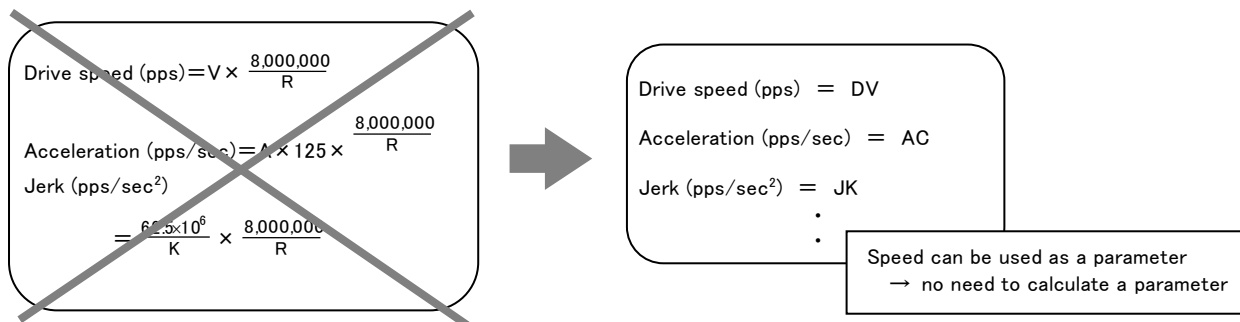 Drive speed (pps)＝V × 8,000,000
R
Acceleration (pps/sec)＝A × 125 × 8,000,000
R
Jerk (pps/sec²)
＝ 62.5×10⁶ × 8,000,000
K R
Drive speed (pps) ＝ DV
Acceleration (pps/sec) ＝ AC
Jerk (pps/sec²) ＝ JK
・
・
Speed can be used as a parameter
→ no need to calculate a parameter